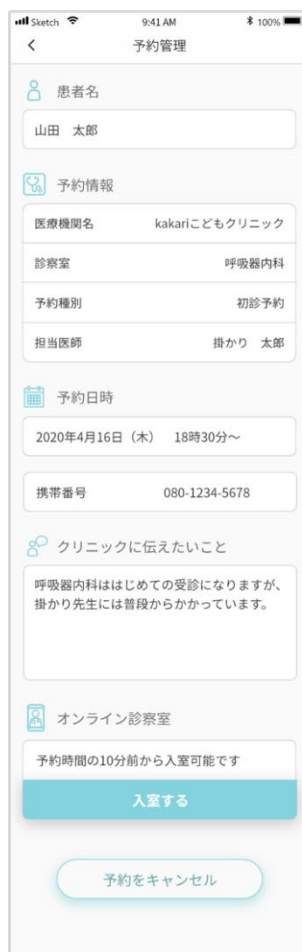 Sketch 9:41 AM 100%
予約管理
患者名
山田 太郎
予約情報
医療機関名 kakariこどもクリニック
診察室 呼吸器内科
予約種別 初診予約
担当医師 掛かり 太郎
予約日時
2020年4月16日（木） 18時30分～
携帯番号 080-1234-5678
クリニックに伝えたいこと
呼吸器内科ははじめての受診になりますが、
掛かり先生には普段からかかっています。
オンライン診察室
予約時間の10分前から入室可能です
入室する
予約をキャンセル